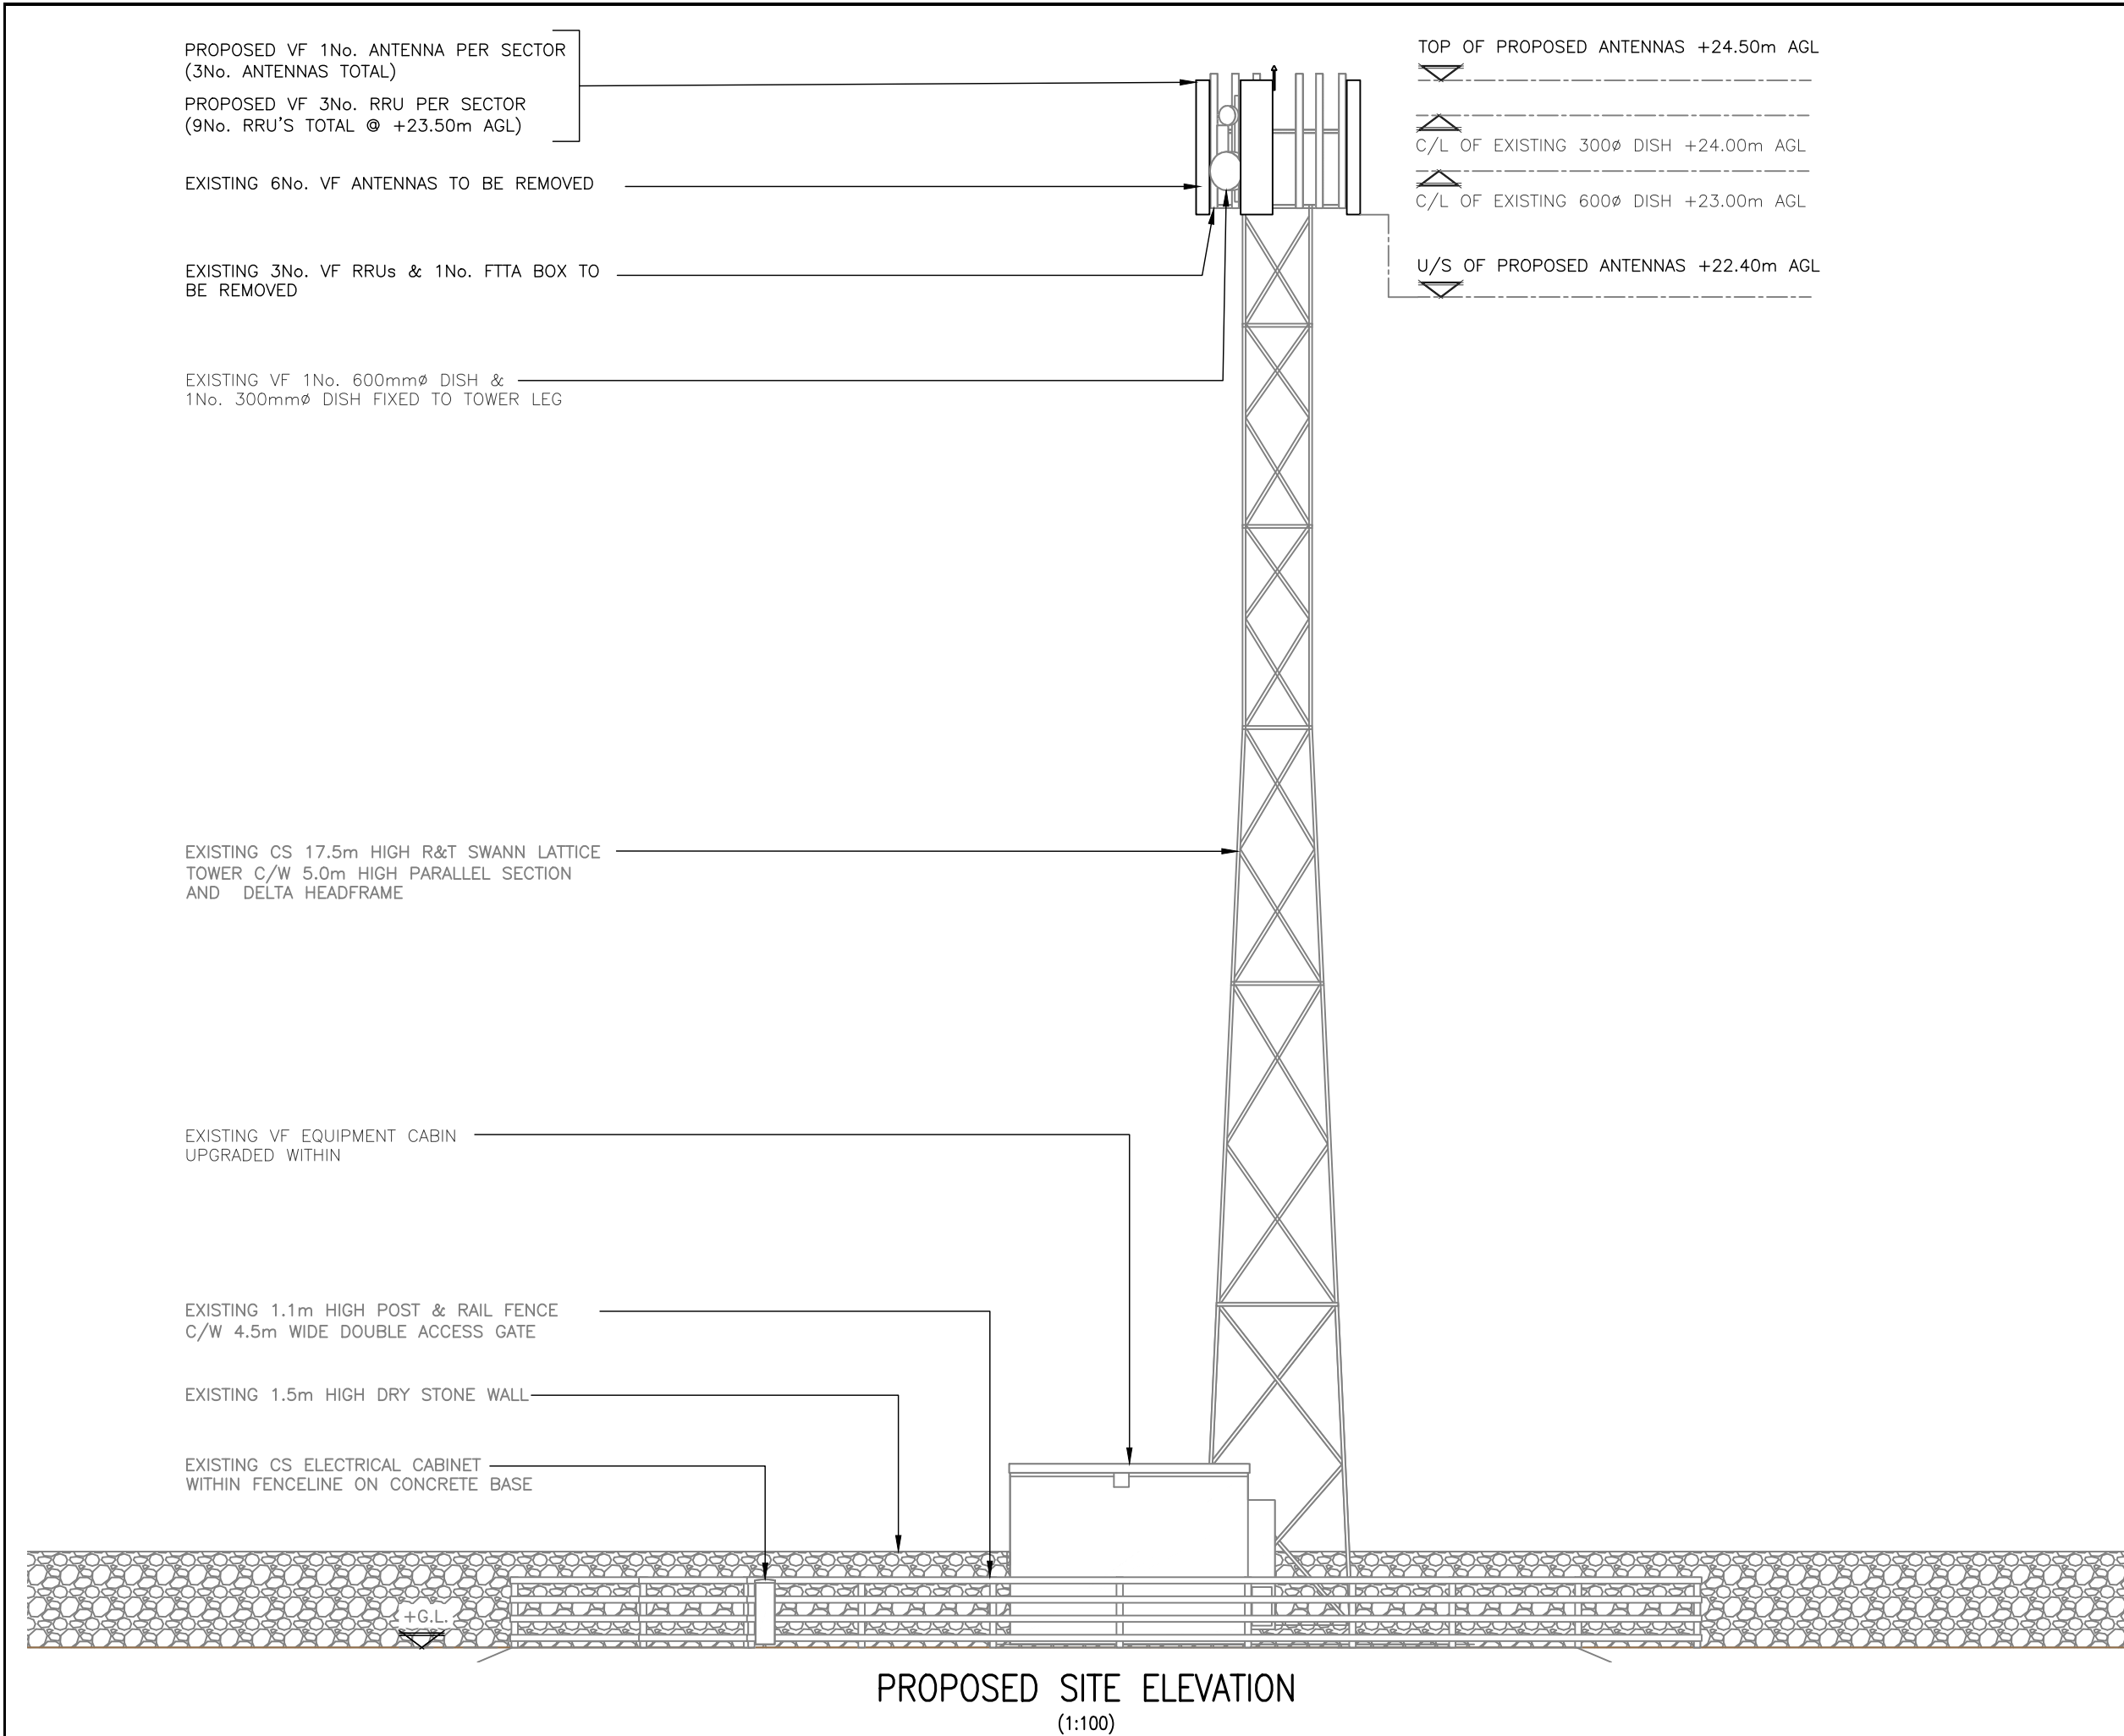 PROPOSED VF 1No. ANTENNA PER SECTOR
(3No. ANTENNAS TOTAL)
PROPOSED VF 3No. RRU PER SECTOR
(9No. RRU'S TOTAL @ +23.50m AGL)
EXISTING 6No. VF ANTENNAS TO BE REMOVED
EXISTING 3No. VF RRUs & 1No. FTTA BOX TO
BE REMOVED
EXISTING VF 1No. 600mmø DISH &
1No. 300mmø DISH FIXED TO TOWER LEG
EXISTING CS 17.5m HIGH R&T SWANN LATTICE
TOWER C/W 5.0m HIGH PARALLEL SECTION
AND DELTA HEADFRAME
EXISTING VF EQUIPMENT CABIN
UPGRADED WITHIN
EXISTING 1.1m HIGH POST & RAIL FENCE
C/W 4.5m WIDE DOUBLE ACCESS GATE
EXISTING 1.5m HIGH DRY STONE WALL
EXISTING CS ELECTRICAL CABINET
WITHIN FENCELINE ON CONCRETE BASE
+G.L.
TOP OF PROPOSED ANTENNAS +24.50m AGL
C/L OF EXISTING 300ø DISH +24.00m AGL
C/L OF EXISTING 600ø DISH +23.00m AGL
U/S OF PROPOSED ANTENNAS +22.40m AGL
PROPOSED SITE ELEVATION
(1:100)